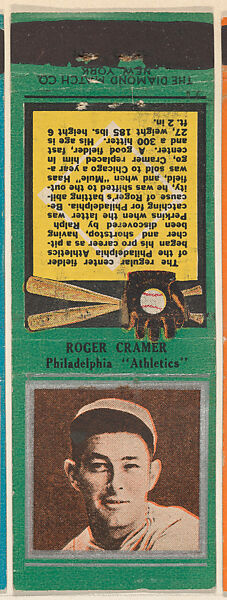 THE DIAMOND MATCH CO.
NEW YORK
The regular center fielder
of the Philadelphia Athletics
began his pro career as a pit-
cher and shortstop, having
been discovered by Ralph
Perkins when the latter was
catching for Philadelphia. Be-
cause of Roger's batting abil-
ity, he was shifted to the out-
field, and when "Mule" Haas
was sold to Chicago a year a-
go, Cramer replaced him in
center. A good fielder, fast
and a 300 hitter. His age is
27, weight 185 lbs. height 6
ft. 2 in.
ROGER CRAMER
Philadelphia "Athletics"